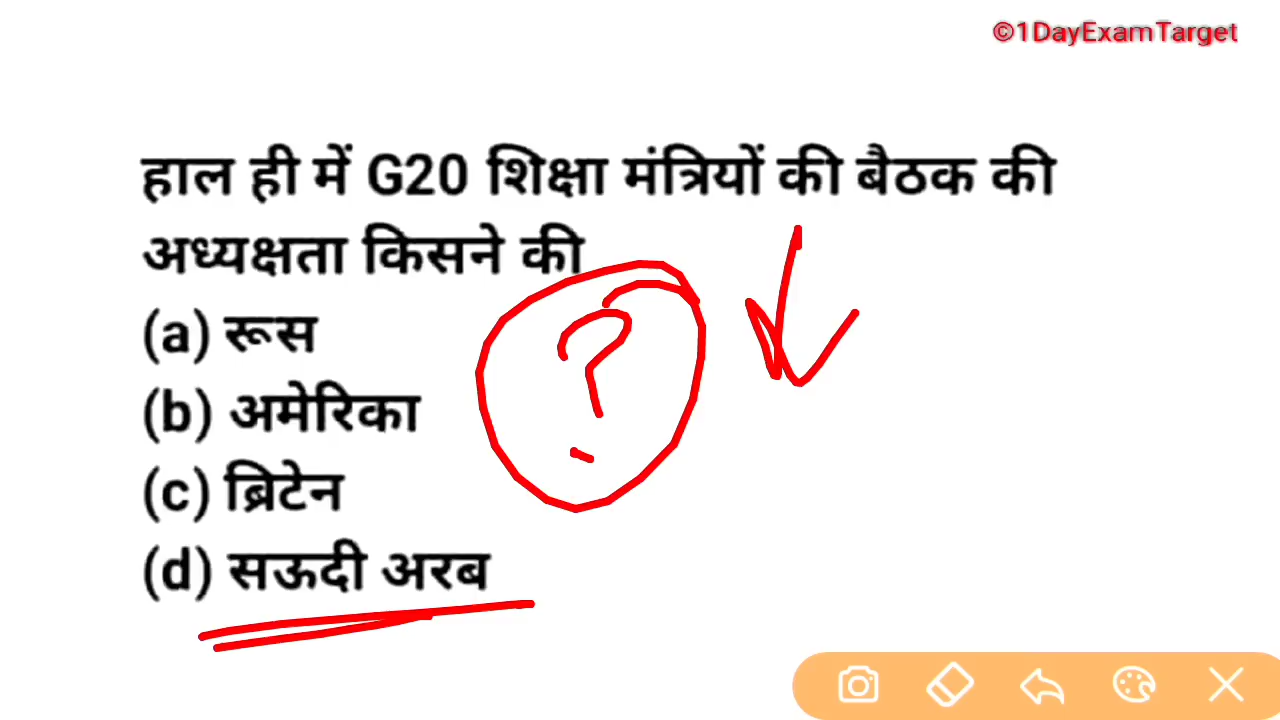 ©1DayExamTarget
हाल ही में G20 शिक्षा मंत्रियों की बैठक की
अध्यक्षता किसने की
(a) रूस
(b) अमेरिका
(c) ब्रिटेन
(d) सऊदी अरब
?